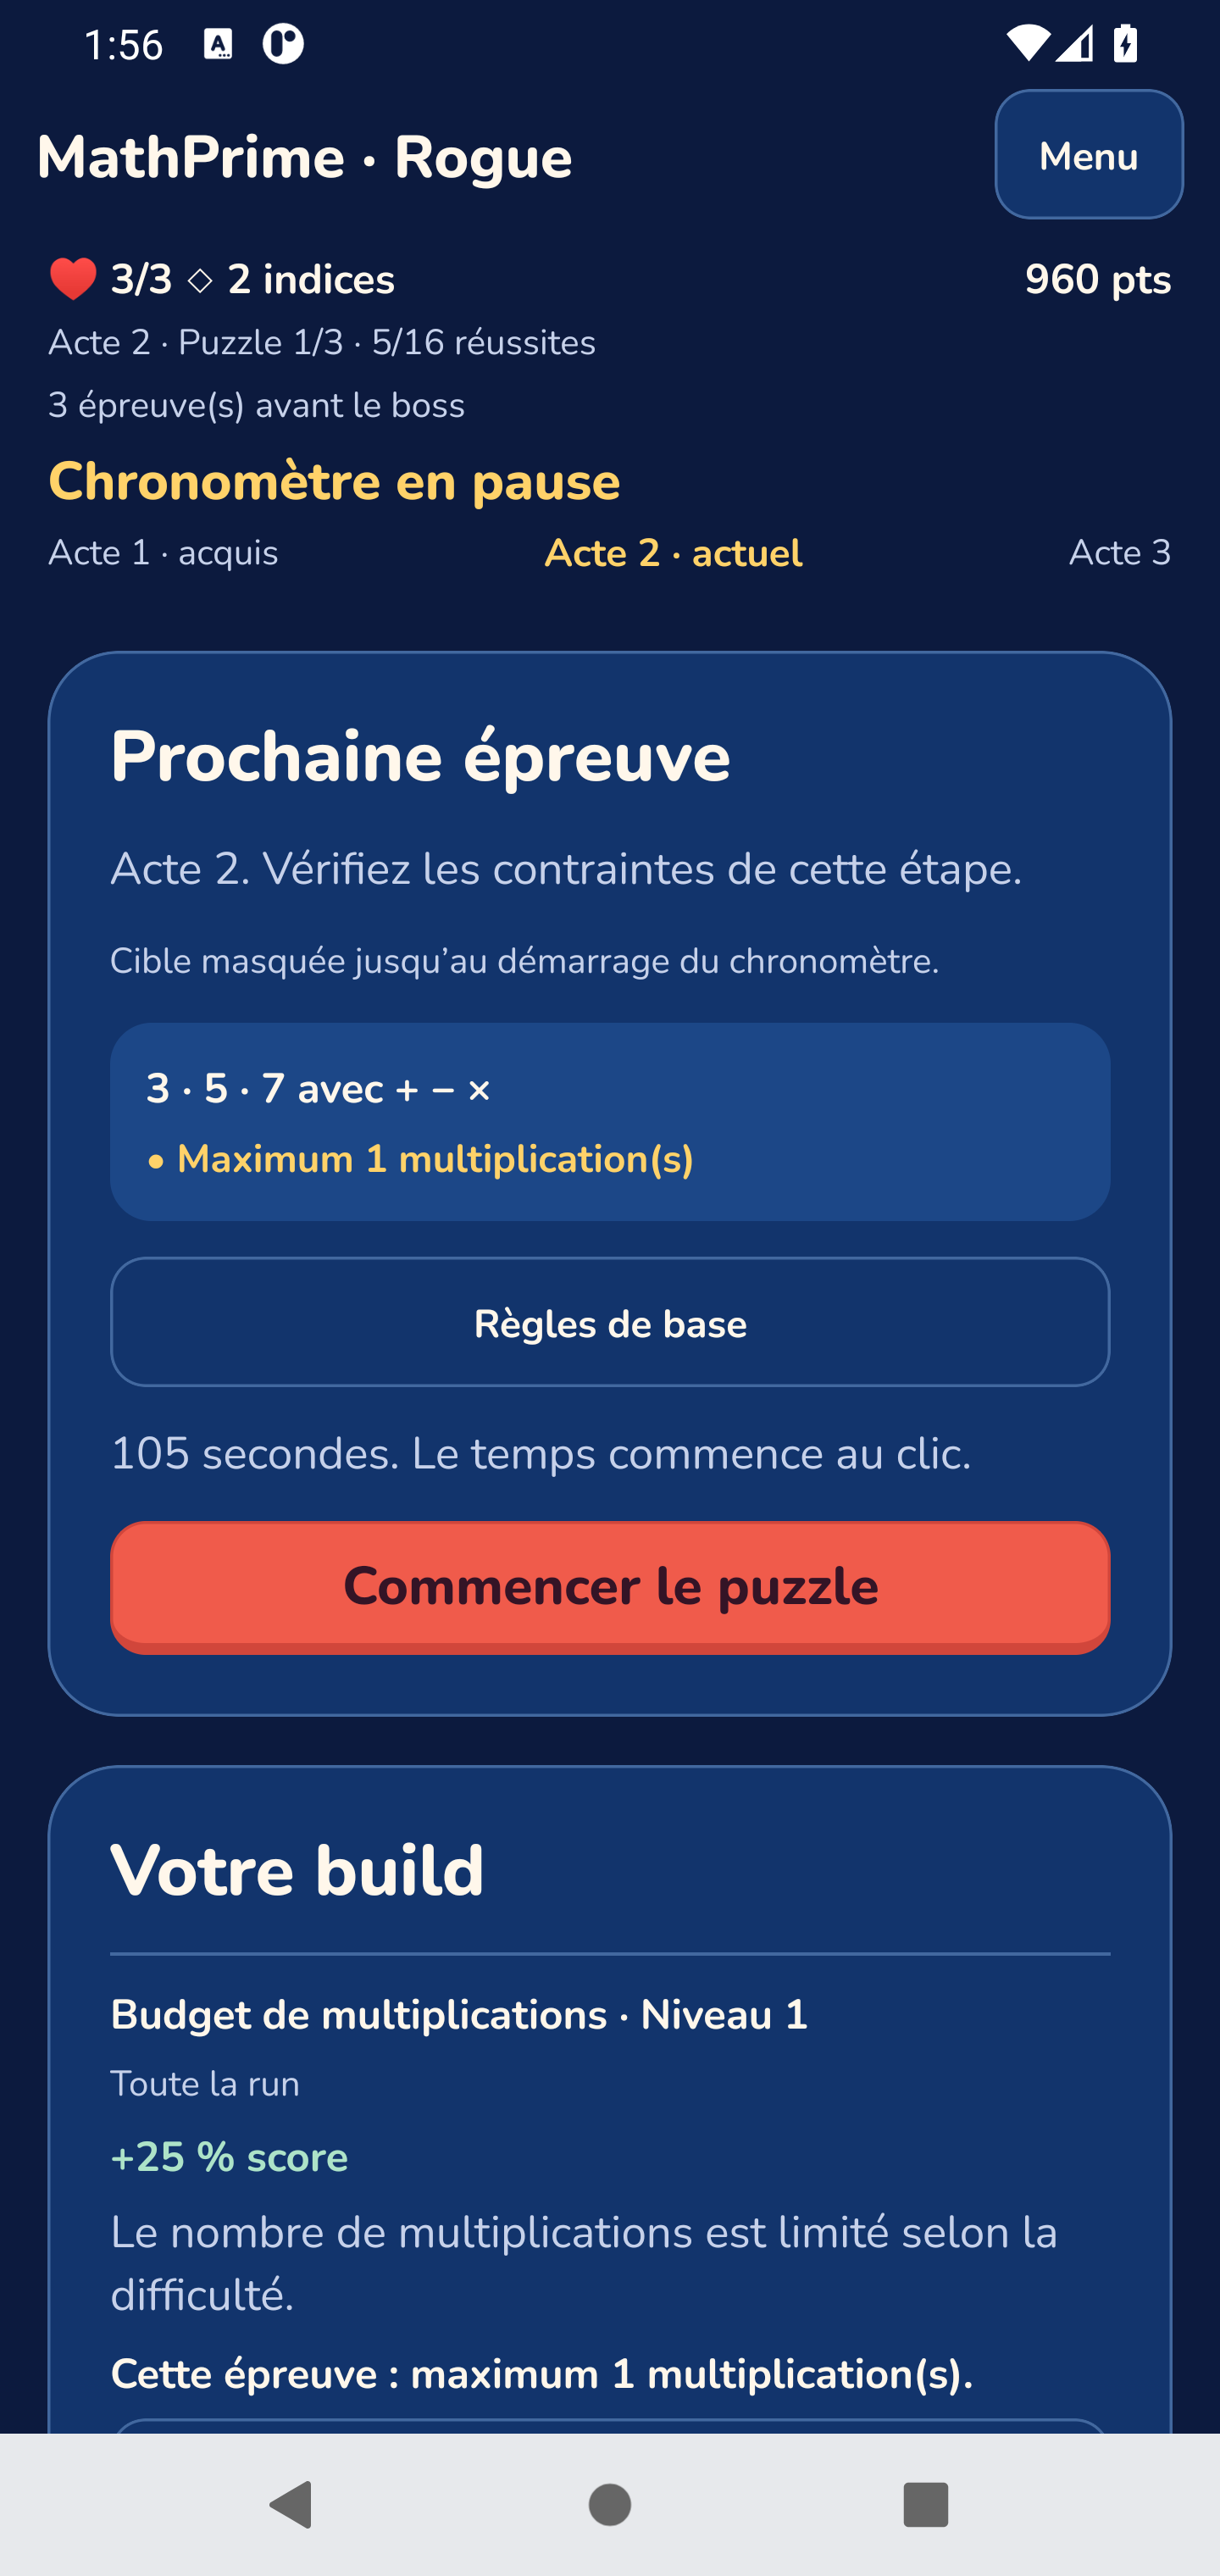 1:56
MathPrime · Rogue
Menu
❤️ 3/3 ◇ 2 indices
960 pts
Acte 2 · Puzzle 1/3 · 5/16 réussites
3 épreuve(s) avant le boss
Chronomètre en pause
Acte 1 · acquis
Acte 2 · actuel
Acte 3
Prochaine épreuve
Acte 2. Vérifiez les contraintes de cette étape.
Cible masquée jusqu’au démarrage du chronomètre.
3 · 5 · 7 avec + − ×
• Maximum 1 multiplication(s)
Règles de base
105 secondes. Le temps commence au clic.
Commencer le puzzle
Votre build
Budget de multiplications · Niveau 1
Toute la run
+25 % score
Le nombre de multiplications est limité selon la
difficulté.
Cette épreuve : maximum 1 multiplication(s).